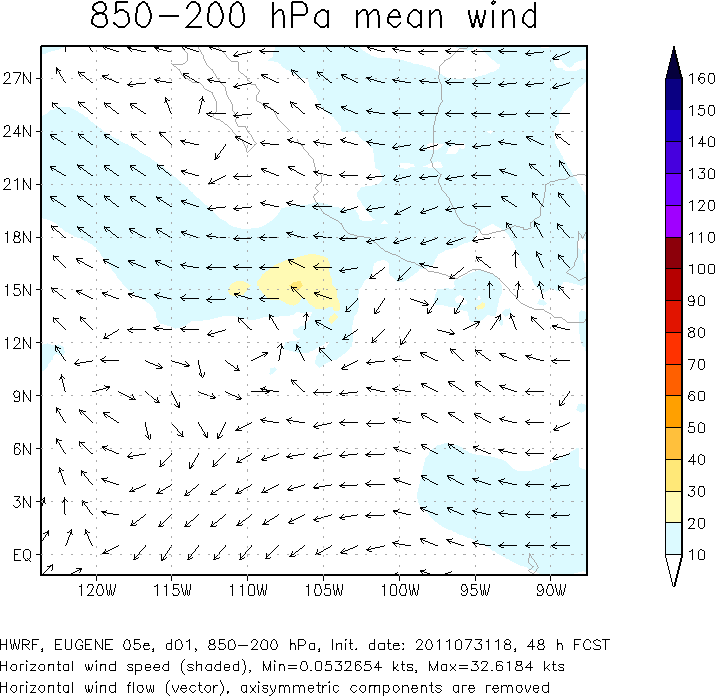 850-200 hPa mean wind
27N
24N
21N
18N
15N
12N
9N
6N
3N
EQ
120W 115W 110W 105W 100W 95W 90W
160
150
140
130
120
110
100
90
80
70
60
50
40
30
20
10
HWRF, EUGENE 05e, d01, 850-200 hPa, Init. date: 2011073118, 48 h FCST
Horizontal wind speed (shaded), Min=0.0532654 kts, Max=32.6184 kts
Horizontal wind flow (vector), axisymmetric components are removed